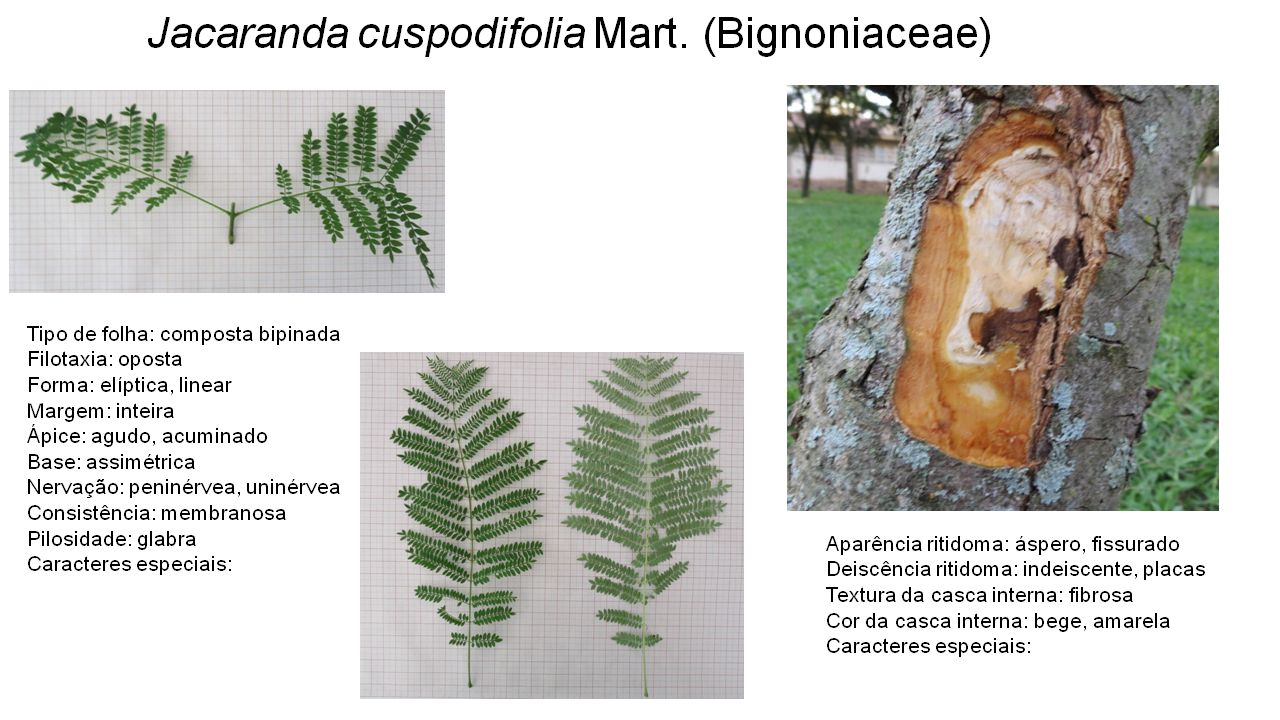 Jacaranda cuspodifolia Mart. (Bignoniaceae)
Tipo de folha: composta bipinada
Filotaxia: oposta
Forma: elíptica, linear
Margem: inteira
Ápice: agudo, acuminado
Base: assimétrica
Nervação: peninérvea, uninérvea
Consistência: membranosa
Pilosidade: glabra
Caracteres especiais:
Aparência ritidoma: áspero, fissurado
Deiscência ritidoma: indeiscente, placas
Textura da casca interna: fibrosa
Cor da casca interna: bege, amarela
Caracteres especiais: